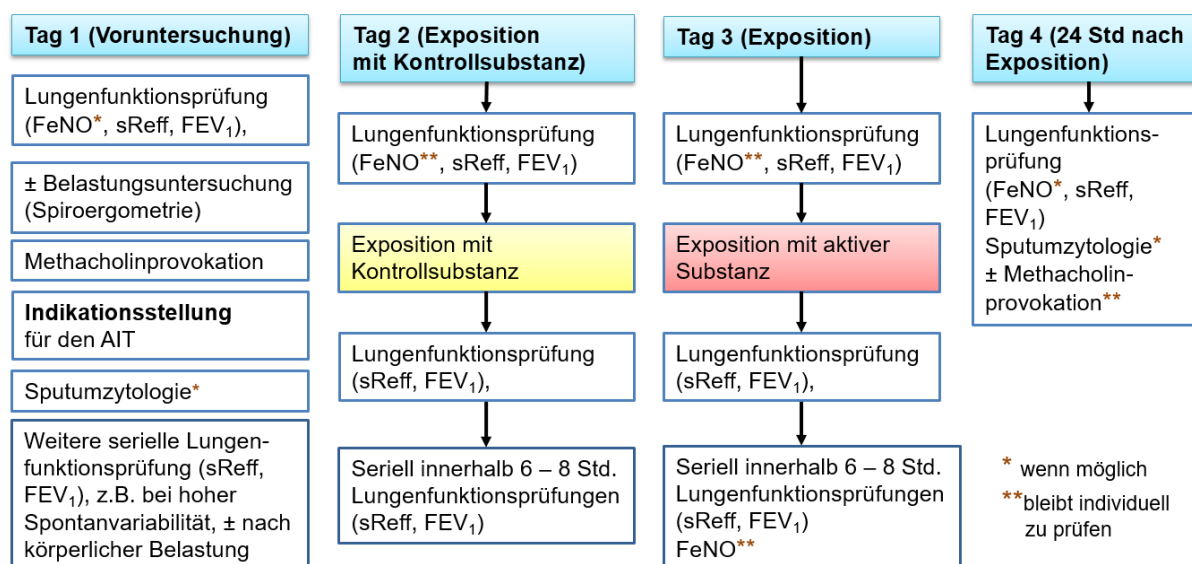 Tag 1 (Voruntersuchung)
Lungenfunktionsprüfung
(FeNO*, sReff, FEV₁),
± Belastungsuntersuchung
(Spiroergometrie)
Methacholinprovokation
Indikationsstellung
für den AIT
Sputumzytologie*
Weitere serielle Lungen-
funktionsprüfung (sReff,
FEV₁), z.B. bei hoher
Spontanvariabilität, ± nach
körperlicher Belastung
Tag 2 (Exposition
mit Kontrollsubstanz)
Lungenfunktionsprüfung
(FeNO**, sReff, FEV₁)
Exposition mit
Kontrollsubstanz
Lungenfunktionsprüfung
(sReff, FEV₁),
Seriell innerhalb 6 – 8 Std.
Lungenfunktionsprüfungen
(sReff, FEV₁)
Tag 3 (Exposition)
Lungenfunktionsprüfung
(FeNO**, sReff, FEV₁)
Exposition mit aktiver
Substanz
Lungenfunktionsprüfung
(sReff, FEV₁),
Seriell innerhalb 6 – 8 Std.
Lungenfunktionsprüfungen
(sReff, FEV₁)
FeNO**
Tag 4 (24 Std nach
Exposition)
Lungenfunktions-
prüfung
(FeNO*, sReff,
FEV₁)
Sputumzytologie*
± Methacholin-
provokation**
* wenn möglich
**bleibt individuell
zu prüfen